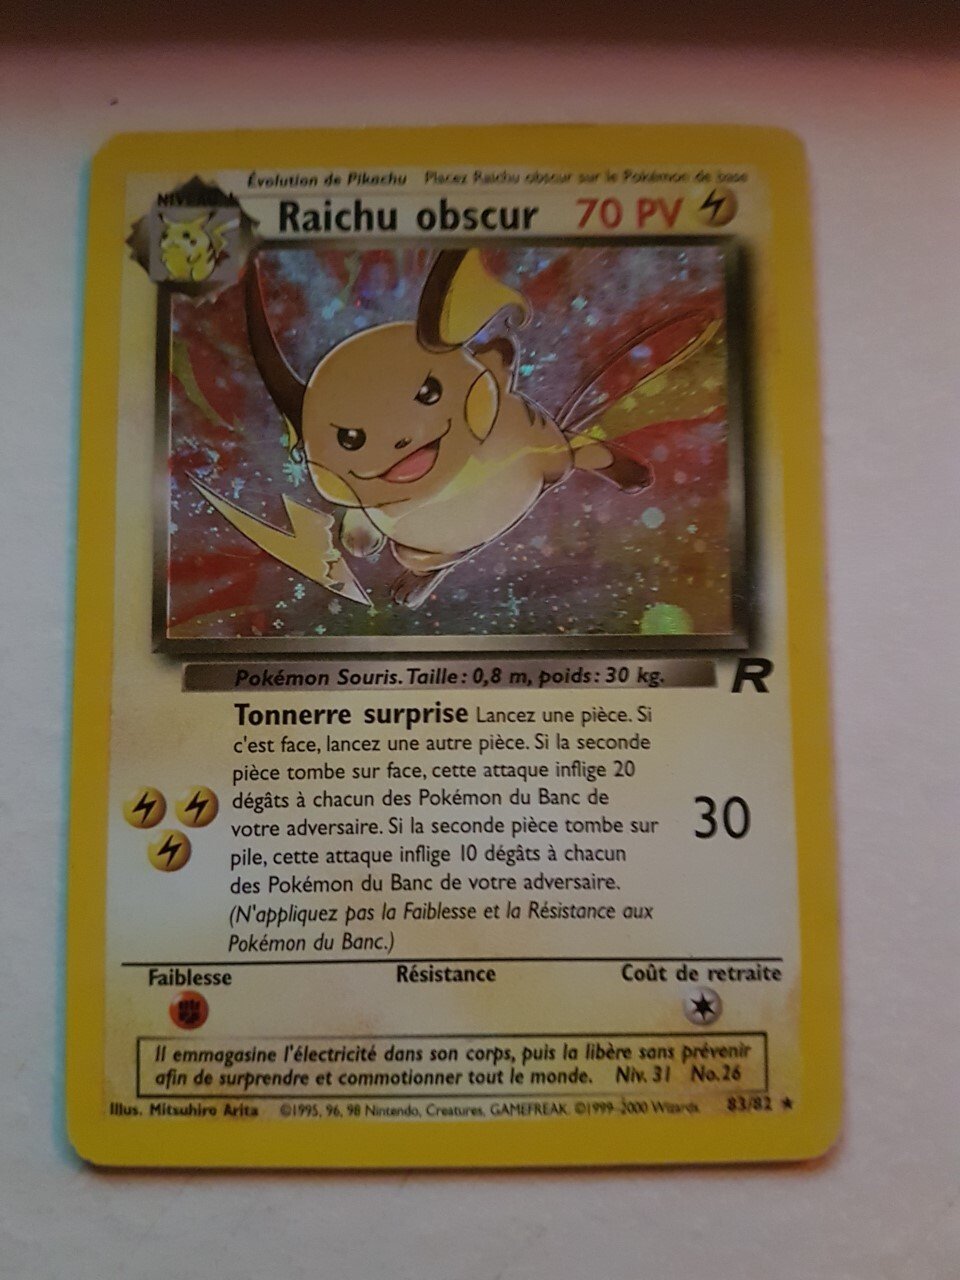 Évolution de Pikachu Placez Raichu obscur sur le Pokémon de base
NIVEAU 1
Raichu obscur 70 PV
Pokémon Souris. Taille: 0,8 m, poids: 30 kg.
R
Tonnerre surprise Lancez une pièce. Si
c'est face, lancez une autre pièce. Si la seconde
pièce tombe sur face, cette attaque inflige 20
dégâts à chacun des Pokémon du Banc de
votre adversaire. Si la seconde pièce tombe sur
pile, cette attaque inflige 10 dégâts à chacun
des Pokémon du Banc de votre adversaire.
(N'appliquez pas la Faiblesse et la Résistance aux
Pokémon du Banc.)
30
Faiblesse Résistance Coût de retraite
Il emmagasine l'électricité dans son corps, puis la libère sans prévenir
afin de surprendre et commotionner tout le monde. Niv. 31 No. 26
Illus. Mitsuhiro Arita ©1995, 96, 98 Nintendo, Creatures, GAMEFREAK. ©1999-2000 Wizards. 83/82 ★